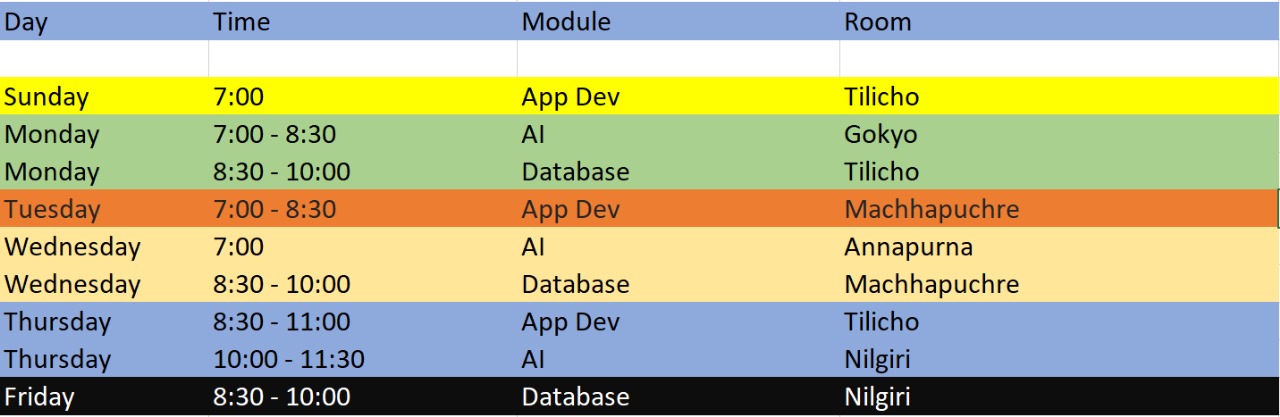 Day Time Module Room
Sunday 7:00 App Dev Tilicho
Monday 7:00 - 8:30 AI Gokyo
Monday 8:30 - 10:00 Database Tilicho
Tuesday 7:00 - 8:30 App Dev Machhapuchre
Wednesday 7:00 AI Annapurna
Wednesday 8:30 - 10:00 Database Machhapuchre
Thursday 8:30 - 11:00 App Dev Tilicho
Thursday 10:00 - 11:30 AI Nilgiri
Friday 8:30 - 10:00 Database Nilgiri